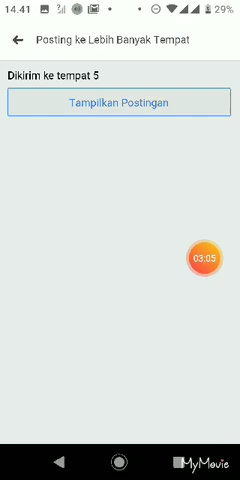 14.41
29%
Posting ke Lebih Banyak Tempat
Dikirim ke tempat 5
Tampilkan Postingan
03:05
MyMovie